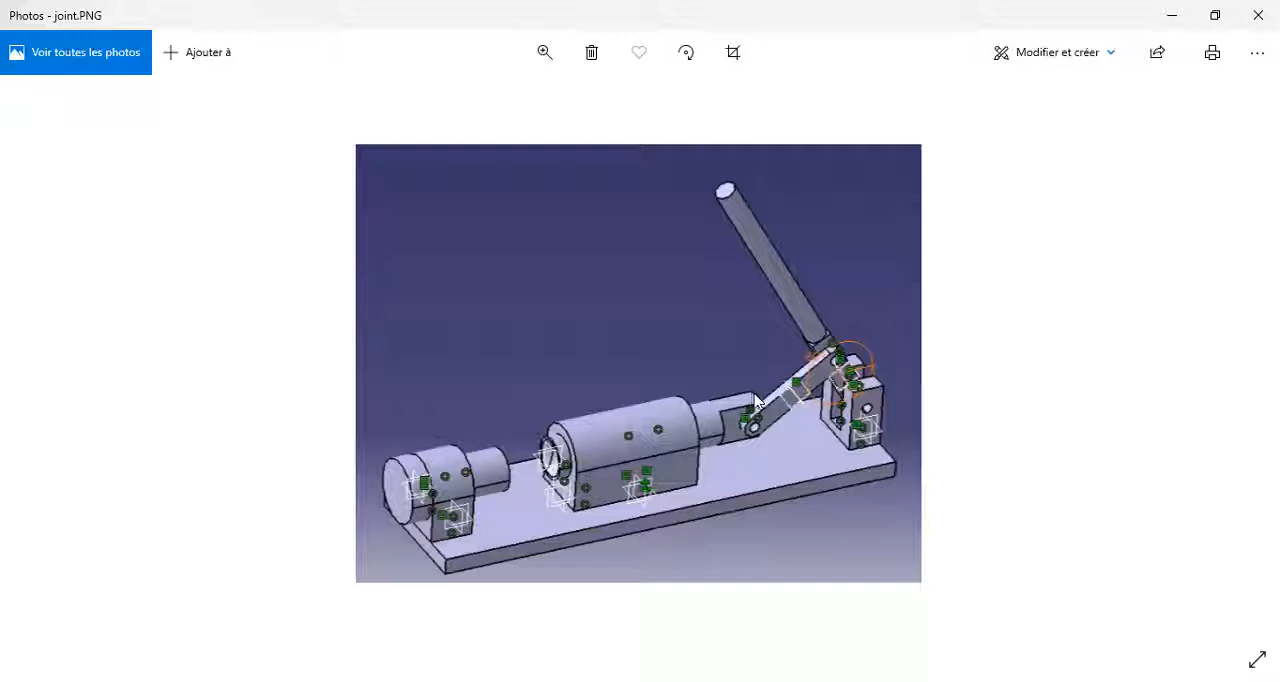 Photos - joint.PNG
Voir toutes les photos
Ajouter à
Modifier et créer